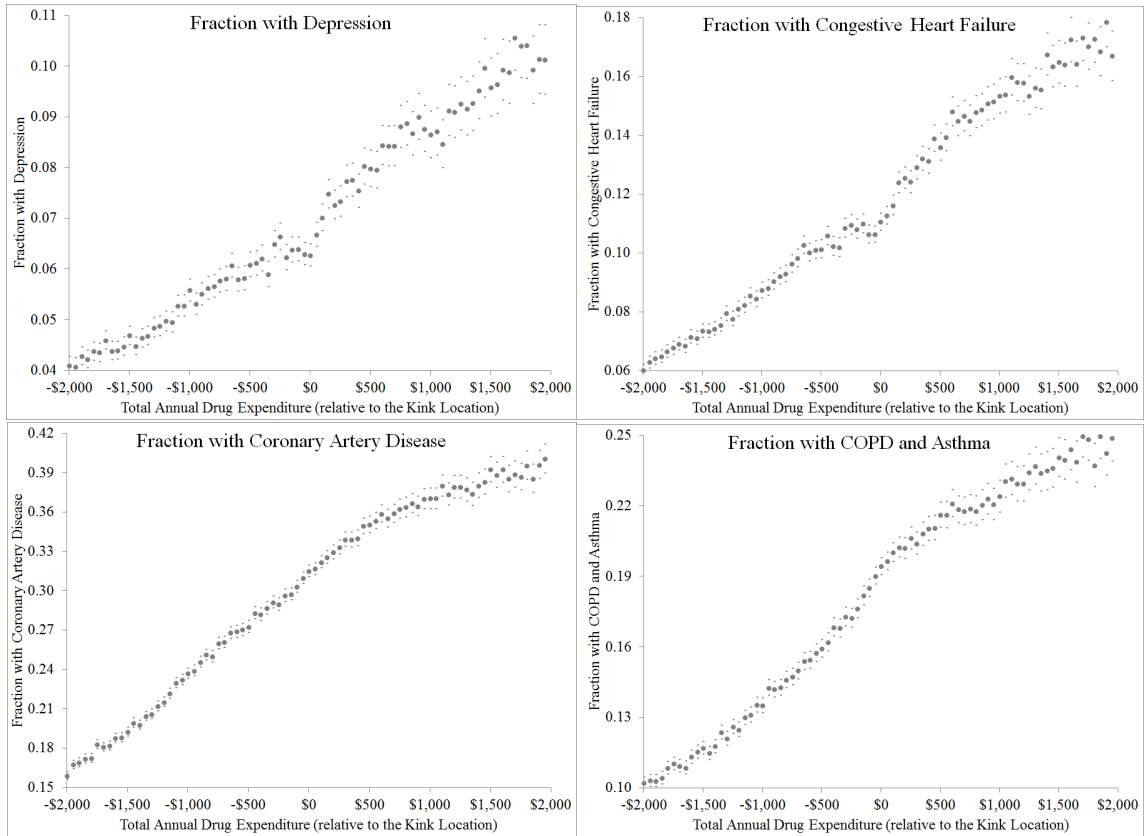 Fraction with Depression
Fraction with Depression
0.11
0.10
0.09
0.08
0.07
0.06
0.05
0.04
-$2,000 -$1,500 -$1,000 -$500 $0 $500 $1,000 $1,500 $2,000
Total Annual Drug Expenditure (relative to the Kink Location)
Fraction with Congestive Heart Failure
Fraction with Congestive Heart Failure
0.18
0.16
0.14
0.12
0.10
0.08
0.06
-$2,000 -$1,500 -$1,000 -$500 $0 $500 $1,000 $1,500 $2,000
Total Annual Drug Expenditure (relative to the Kink Location)
Fraction with Coronary Artery Disease
Fraction with Coronary Artery Disease
0.42
0.39
0.36
0.33
0.30
0.27
0.24
0.21
0.18
0.15
-$2,000 -$1,500 -$1,000 -$500 $0 $500 $1,000 $1,500 $2,000
Total Annual Drug Expenditure (relative to the Kink Location)
Fraction with COPD and Asthma
Fraction with COPD and Asthma
0.25
0.22
0.19
0.16
0.13
0.10
-$2,000 -$1,500 -$1,000 -$500 $0 $500 $1,000 $1,500 $2,000
Total Annual Drug Expenditure (relative to the Kink Location)